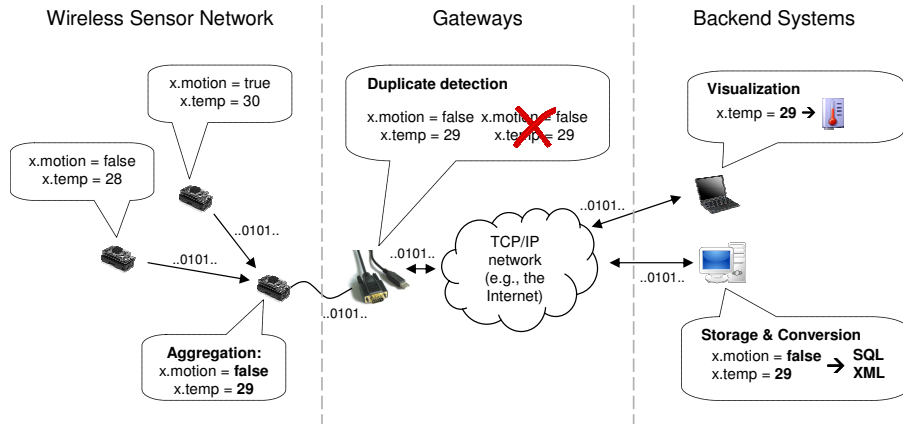 Wireless Sensor Network
Gateways
Backend Systems
x.motion = true
x.temp = 30
x.motion = false
x.temp = 28
..0101..
..0101..
Aggregation:
x.motion = false
x.temp = 29
..0101..
Duplicate detection
x.motion = false x.motion = false
x.temp = 29 x.temp = 29
..0101..
TCP/IP
network
(e.g., the
Internet)
..0101..
..0101..
Visualization
x.temp = 29 →
Storage & Conversion
x.motion = false → SQL
x.temp = 29 XML